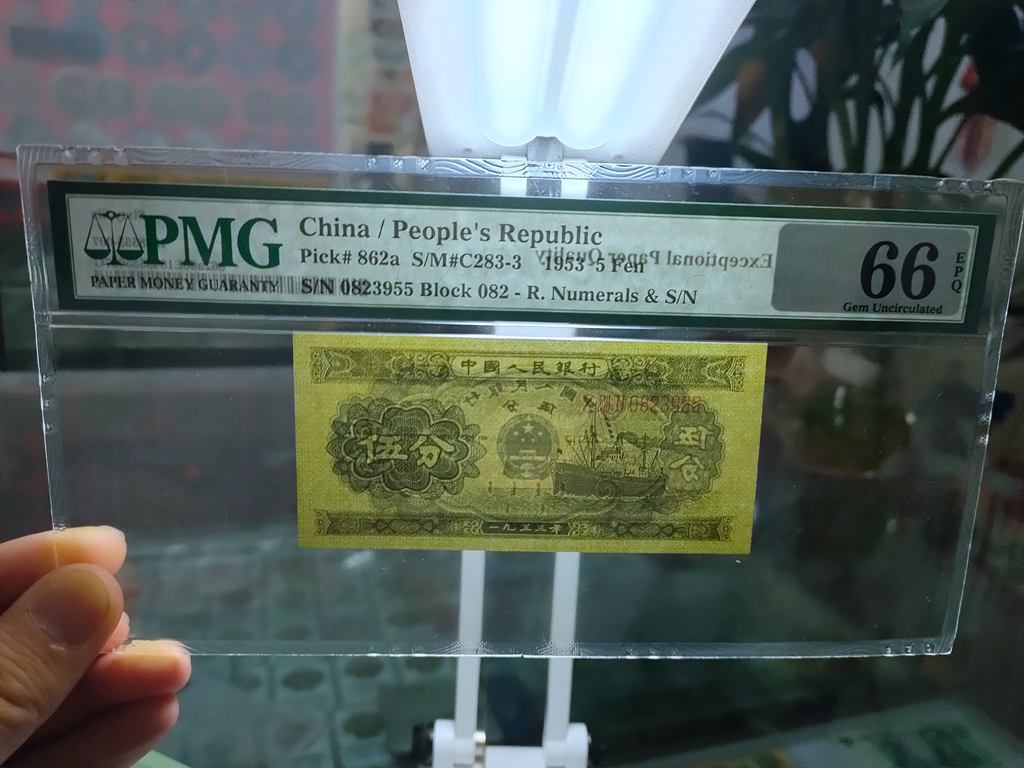 PMG
PAPER MONEY GUARANTY
China / People's Republic
Pick# 862a S/M#C283-3 1953 5 Fen
S/N 0823955 Block 082 - R. Numerals & S/N
Exceptional Paper Quality
66
EPQ
Gem Uncirculated
中國人民銀行
0823955
伍分
伍分
一九五三年